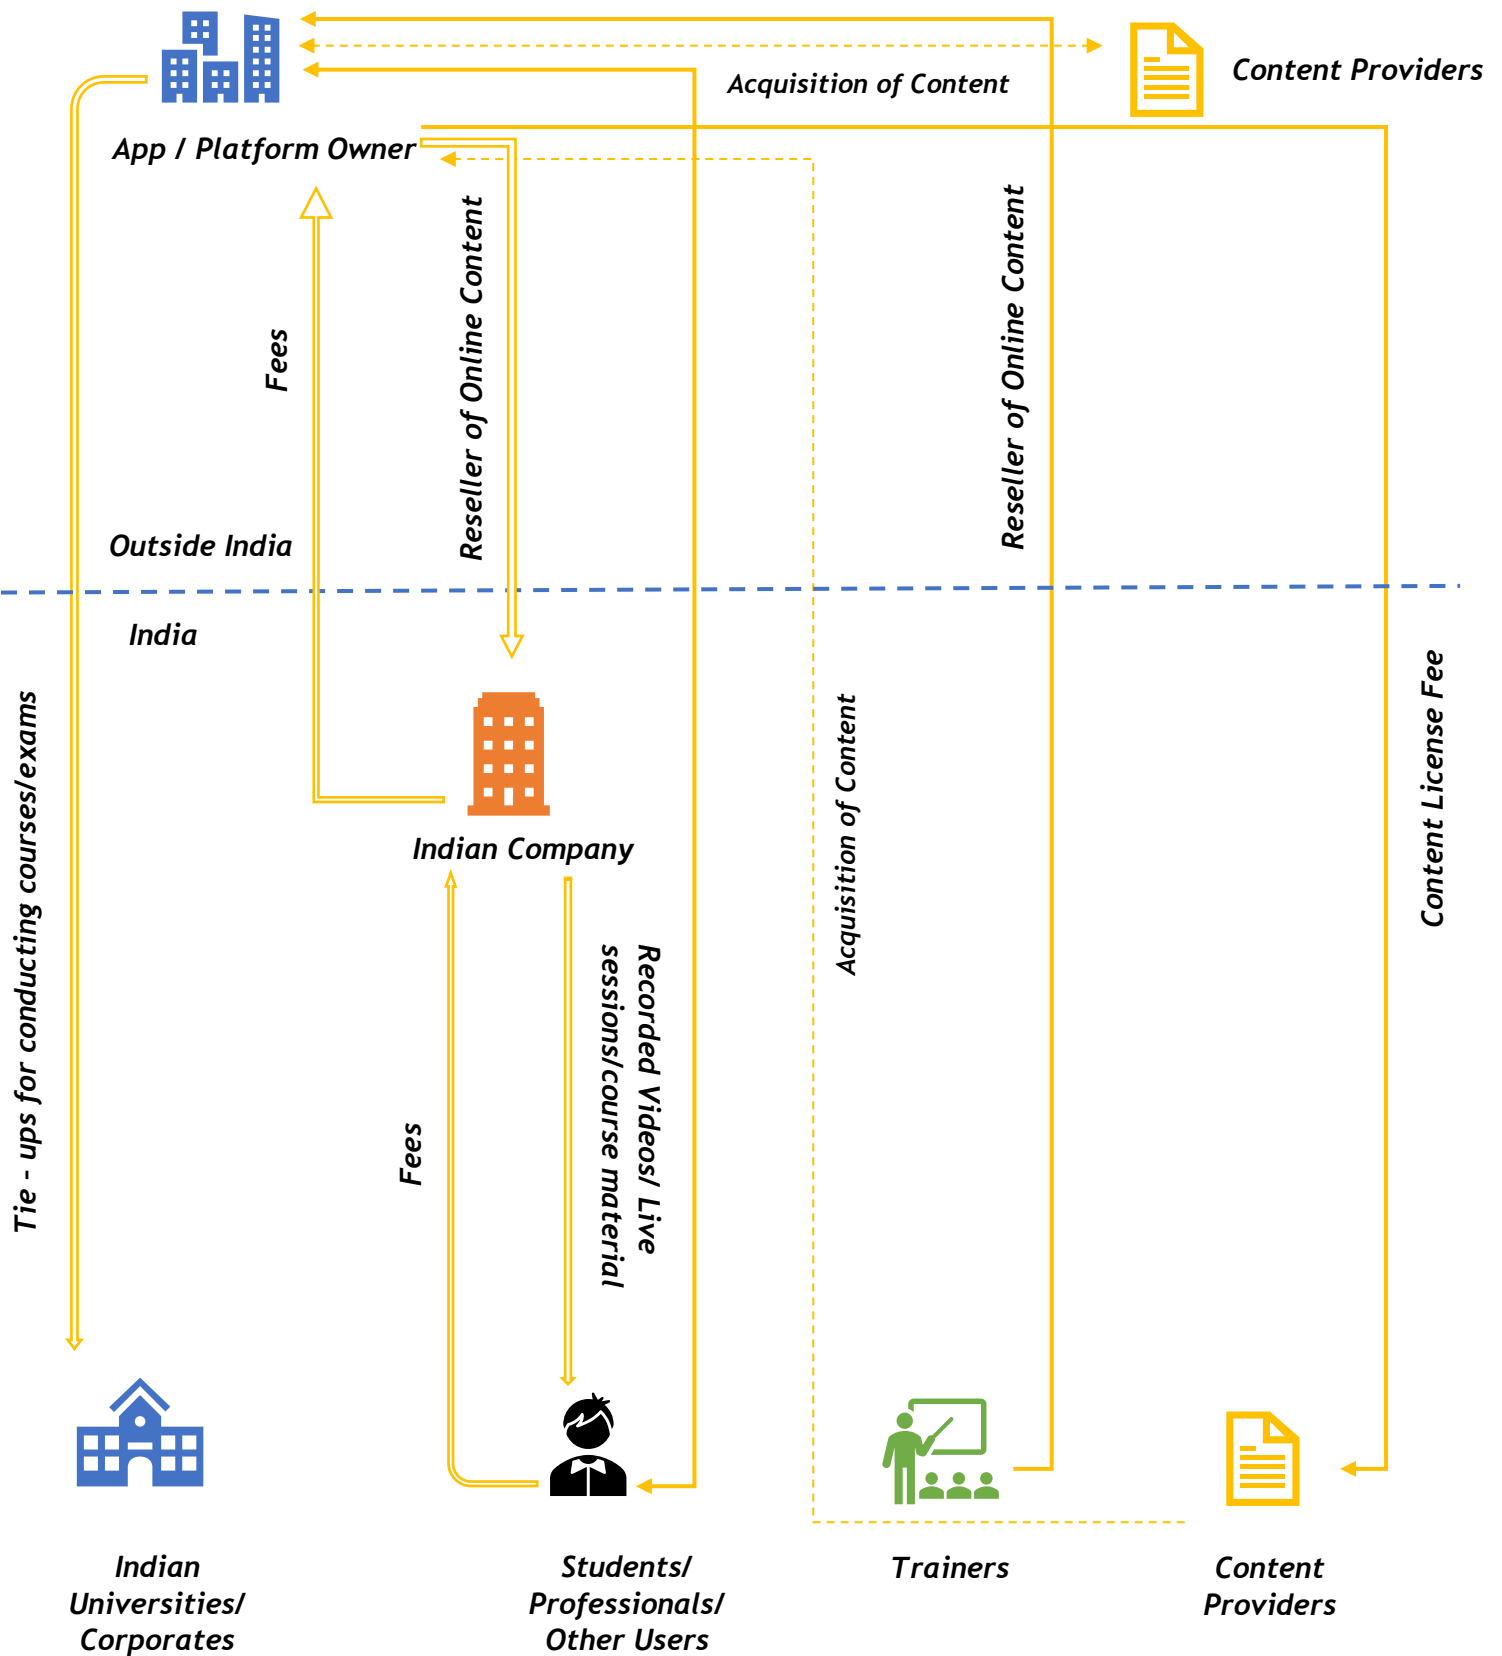 Content Providers
Acquisition of Content
App / Platform Owner
Fees
Reseller of Online Content
Reseller of Online Content
Outside India
India
Tie - ups for conducting courses/exams
Indian Company
Acquisition of Content
Content License Fee
Fees
Recorded Videos/ Live
sessions/course material
Indian
Universities/
Corporates
Students/
Professionals/
Other Users
Trainers
Content
Providers